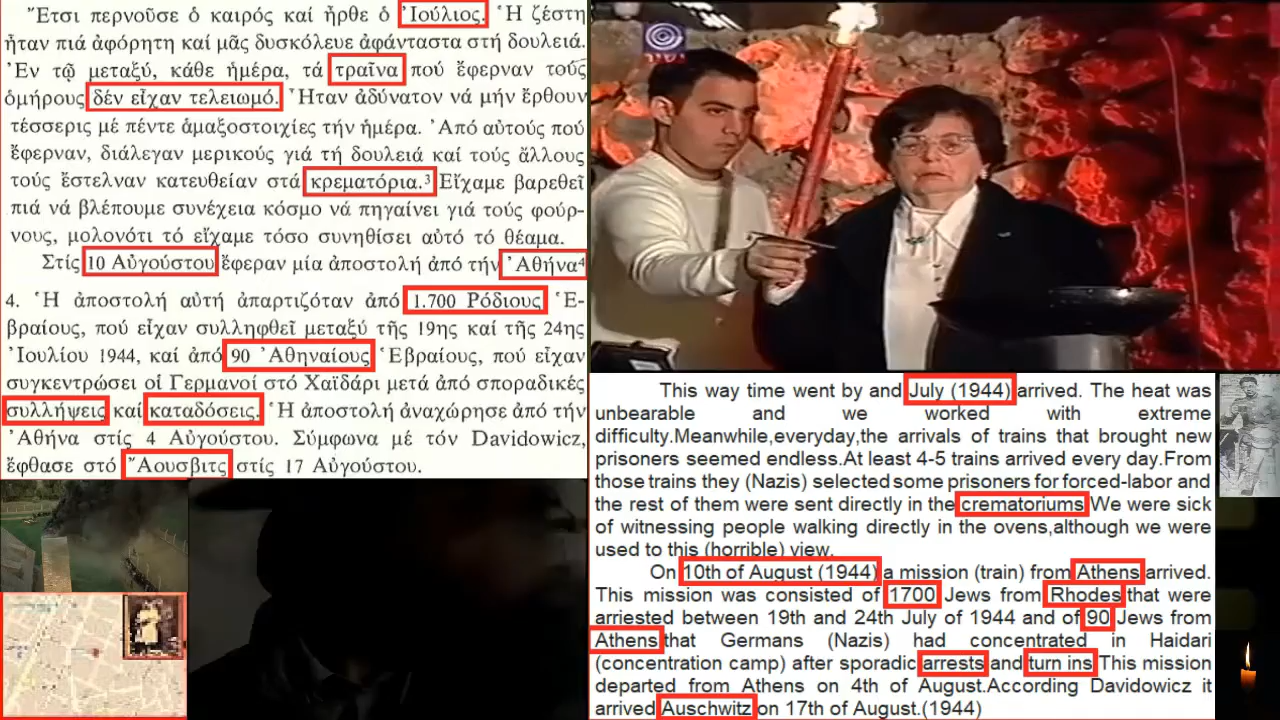 Ἔτσι περνοῦσε ὁ καιρός καί ἦρθε ὁ Ἰούλιος. Ἡ ζέστη
ἦταν πιά ἀφόρητη καί μᾶς δυσκόλευε ἀφάνταστα στή δουλειά.
Ἐν τῷ μεταξύ, κάθε ἡμέρα, τά τραῖνα πού ἔφερναν τούς
ὁμήρους δέν εἶχαν τελειωμό. Ἦταν ἀδύνατον νά μήν ἔρθουν
τέσσερις μέ πέντε ἁμαξοστοιχίες τήν ἡμέρα. Ἀπό αὐτούς πού
ἔφερναν, διάλεγαν μερικούς γιά τή δουλειά καί τούς ἄλλους
τούς ἔστελναν κατευθείαν στά κρεματόρια.³ Εἴχαμε βαρεθεῖ
πιά νά βλέπουμε συνέχεια κόσμο νά πηγαίνει γιά τούς φούρ-
νους, μολονότι τό εἴχαμε τόσο συνηθίσει αὐτό τό θέαμα.
Στίς 10 Αὐγούστου ἔφεραν μία ἀποστολή ἀπό τήν Ἀθήνα⁴
4. Ἡ ἀποστολή αὐτή ἀπαρτιζόταν ἀπό 1.700 Ρόδιους Ἑ-
βραίους, πού εἶχαν συλληφθεῖ μεταξύ τῆς 19ης καί τῆς 24ης
Ἰουλίου 1944, καί ἀπό 90 Ἀθηναίους Ἑβραίους, πού εἶχαν
συγκεντρώσει οἱ Γερμανοί στό Χαϊδάρι μετά ἀπό σποραδικές
συλλήψεις καί καταδόσεις. Ἡ ἀποστολή ἀναχώρησε ἀπό τήν
Ἀθήνα στίς 4 Αὐγούστου. Σύμφωνα μέ τόν Davidowicz,
ἔφθασε στό Ἄουσβιτς στίς 17 Αὐγούστου.
This way time went by and July (1944) arrived. The heat was
unbearable and we worked with extreme
difficulty.Meanwhile,everyday,the arrivals of trains that brought new
prisoners seemed endless.At least 4-5 trains arrived every day.From
those trains they (Nazis) selected some prisoners for forced-labor and
the rest of them were sent directly in the crematoriums We were sick
of witnessing people walking directly in the ovens,although we were
used to this (horrible) view.
On 10th of August (1944) a mission (train) from Athens arrived.
This mission was consisted of 1700 Jews from Rhodes that were
arriested between 19th and 24th July of 1944 and of 90 Jews from
Athens that Germans (Nazis) had concentrated in Haidari
(concentration camp) after sporadic arrests and turn ins This mission
departed from Athens on 4th of August.According Davidowicz it
arrived Auschwitz on 17th of August.(1944)